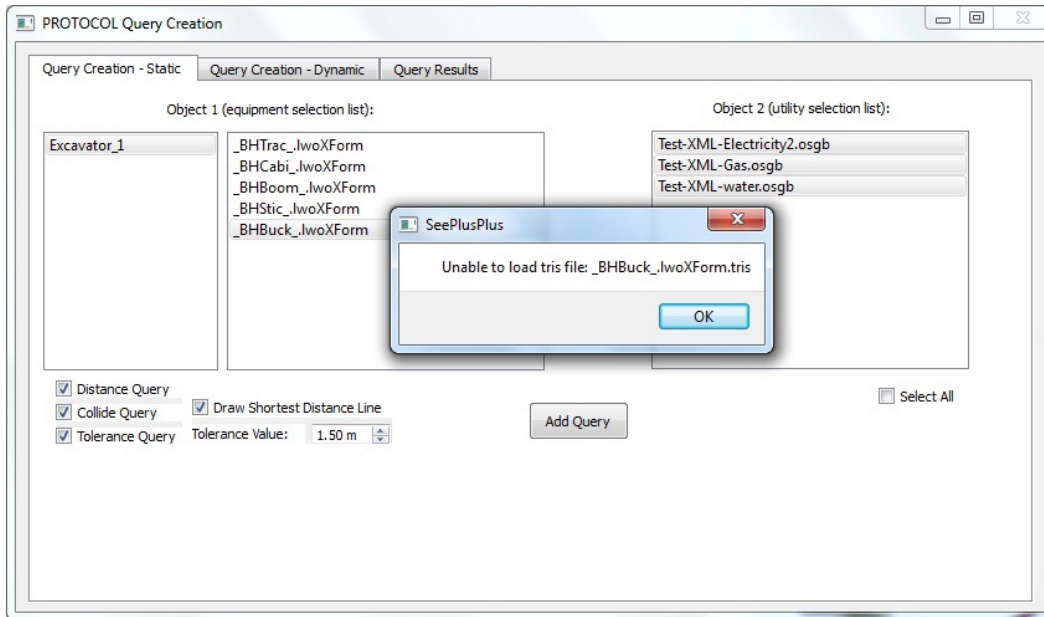 PROTOCOL Query Creation
Query Creation - Static
Query Creation - Dynamic
Query Results
Object 1 (equipment selection list):
Object 2 (utility selection list):
Excavator_1
_BHTrac_.lwoXForm
_BHCabi_.lwoXForm
_BHBoom_.lwoXForm
_BHStic_.lwoXForm
_BHBuck_.lwoXForm
Test-XML-Electricity2.osgb
Test-XML-Gas.osgb
Test-XML-water.osgb
SeePlusPlus
Unable to load tris file: _BHBuck_.lwoXForm.tris
OK
Distance Query
Collide Query
Tolerance Query
Draw Shortest Distance Line
Tolerance Value: 1.50 m
Add Query
Select All